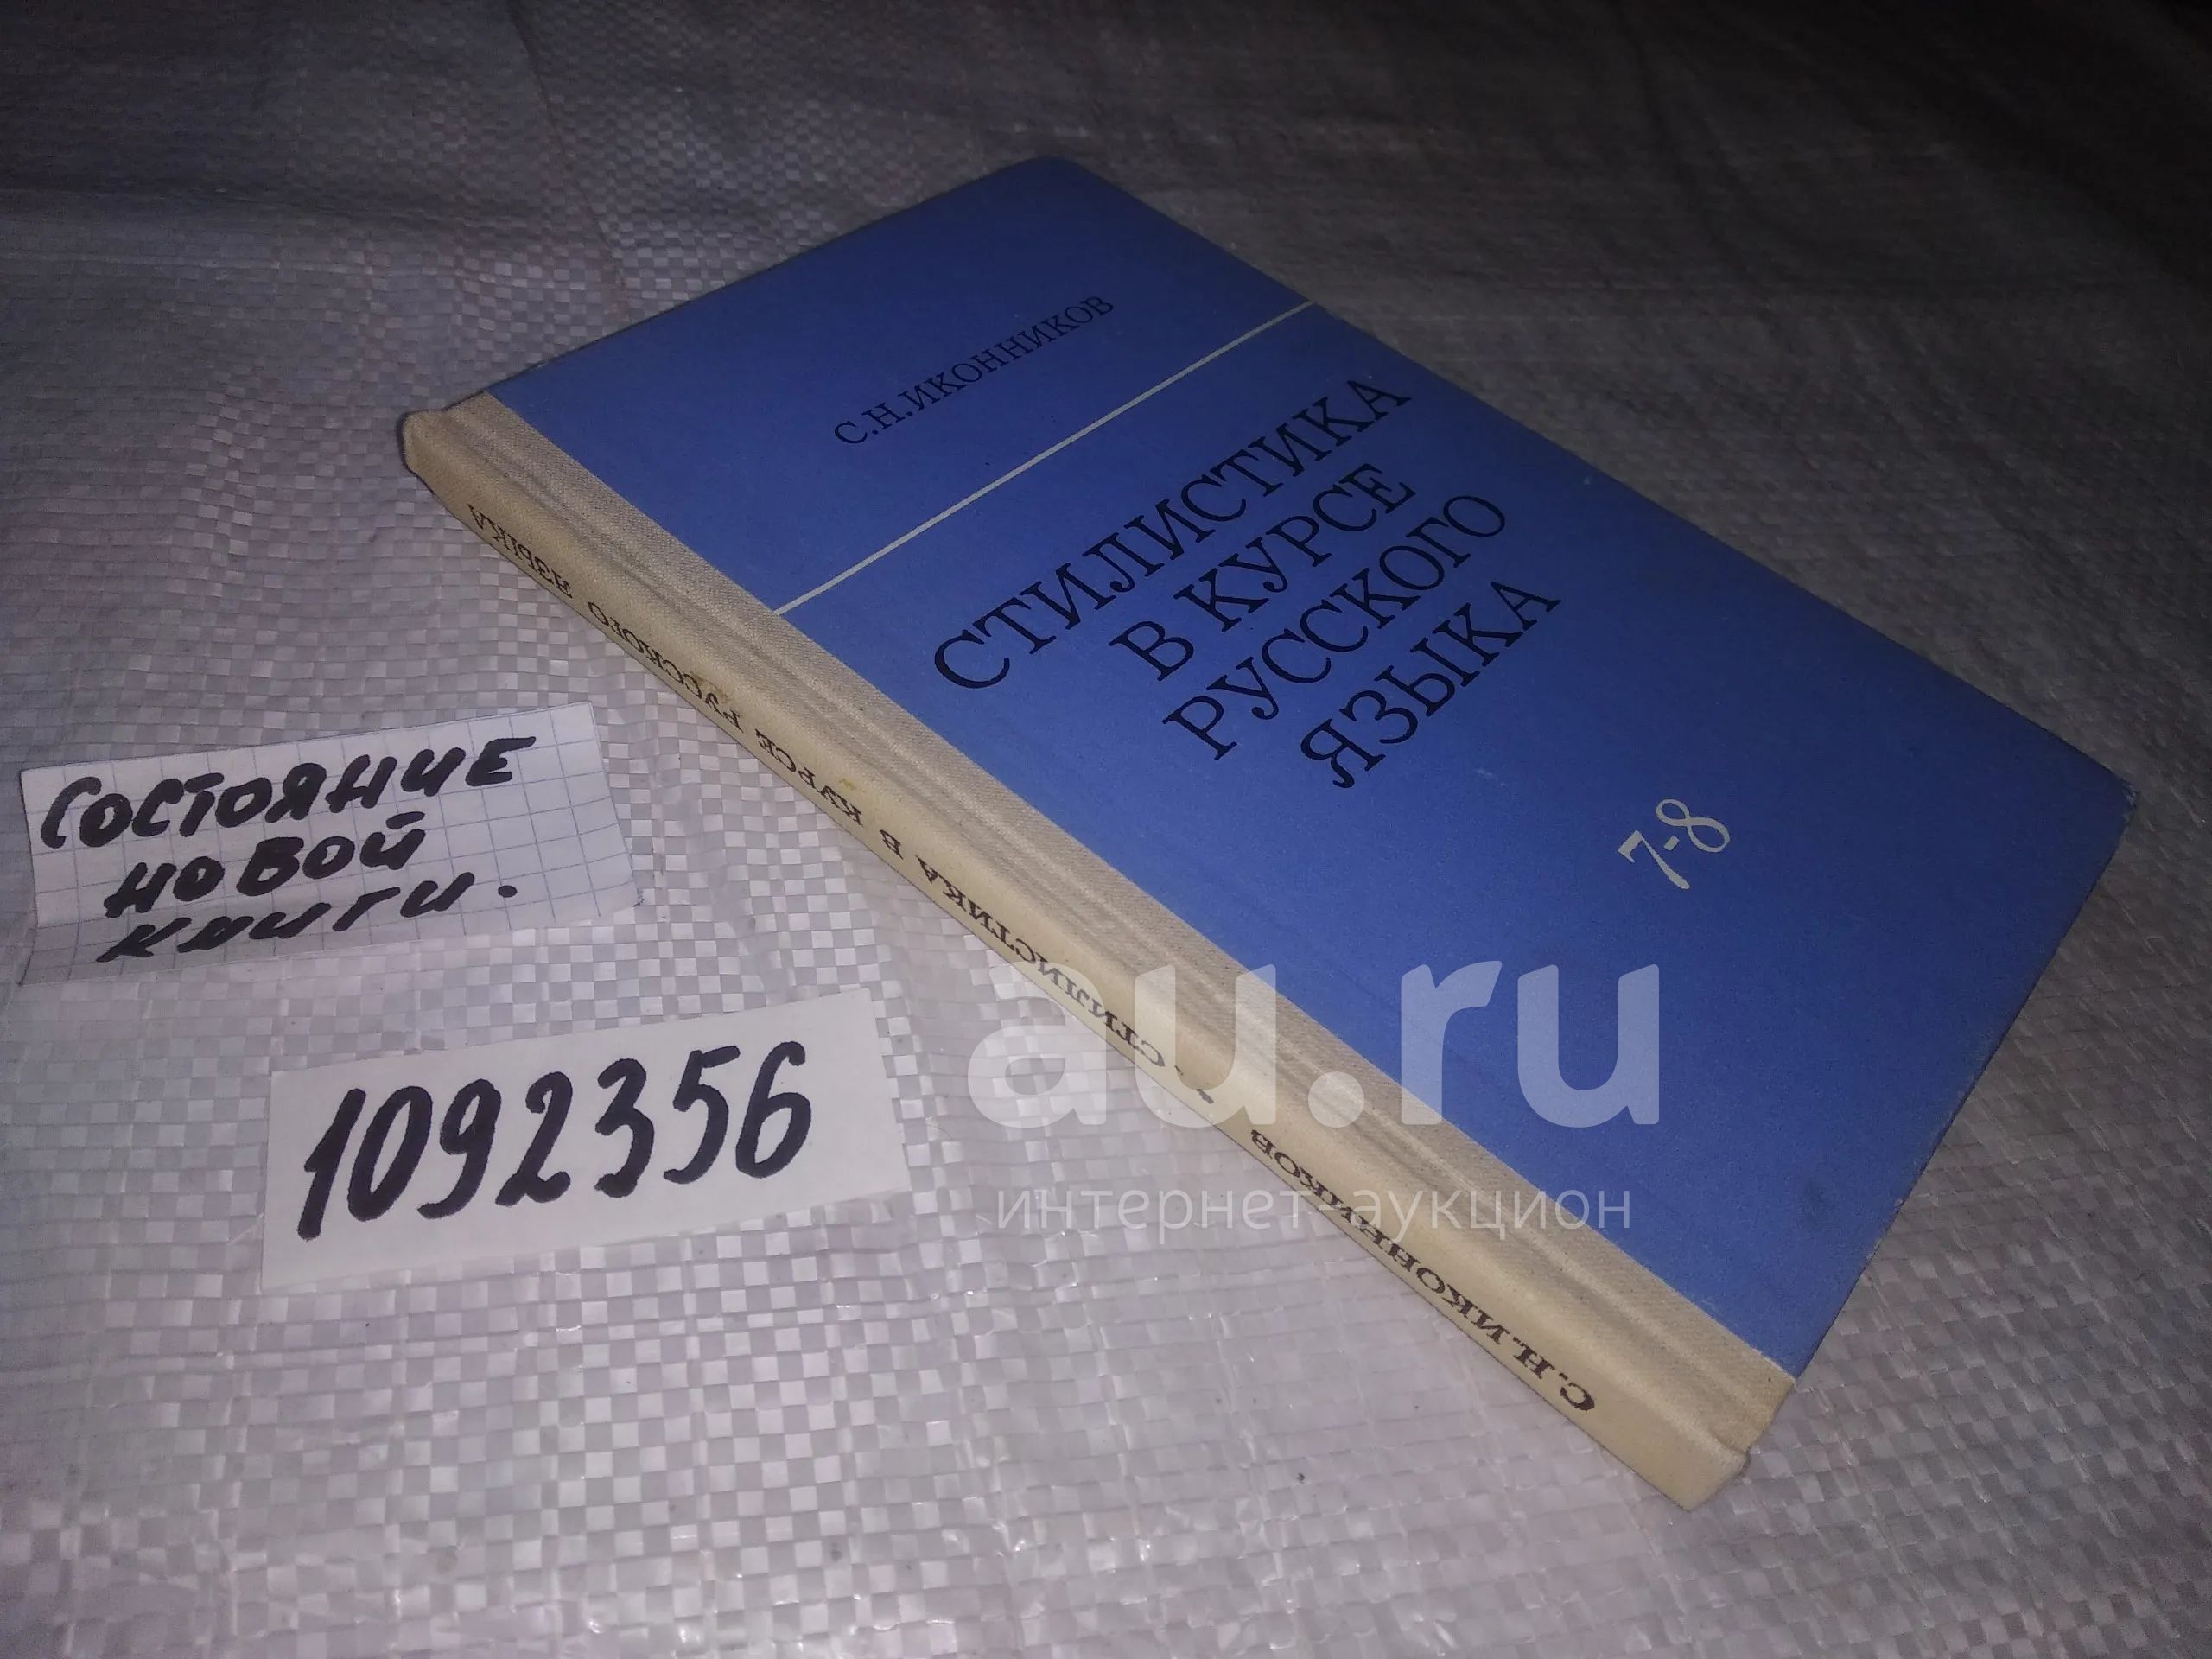 С.Н.ИКОННИКОВ
СТИЛИСТИКА
В КУРСЕ
РУССКОГО
ЯЗЫКА
7-8
С.Н.ИКОННИКОВ • СТИЛИСТИКА В КУРСЕ РУССКОГО ЯЗЫКА
СОСТОЯНИЕ
НОВОЙ
КНИГИ.
1092356
au.ru
интернет-аукцион